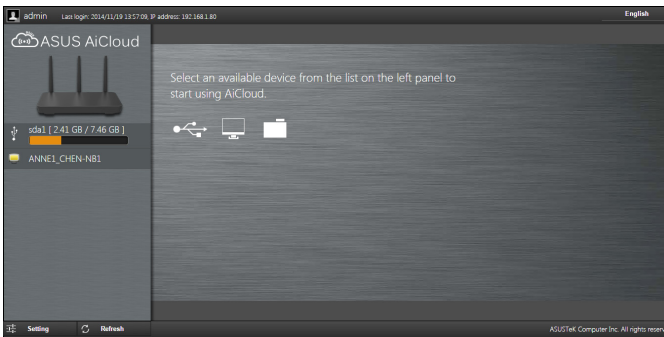 admin Last login: 2014/11/19 13:57:09, IP address: 192.168.1.80
English
ASUS AiCloud
Select an available device from the list on the left panel to
start using AiCloud.
sda1 [ 2.41 GB / 7.46 GB ]
ANNE1_CHEN-NB1
Setting Refresh
ASUSTeK Computer Inc. All rights reserv